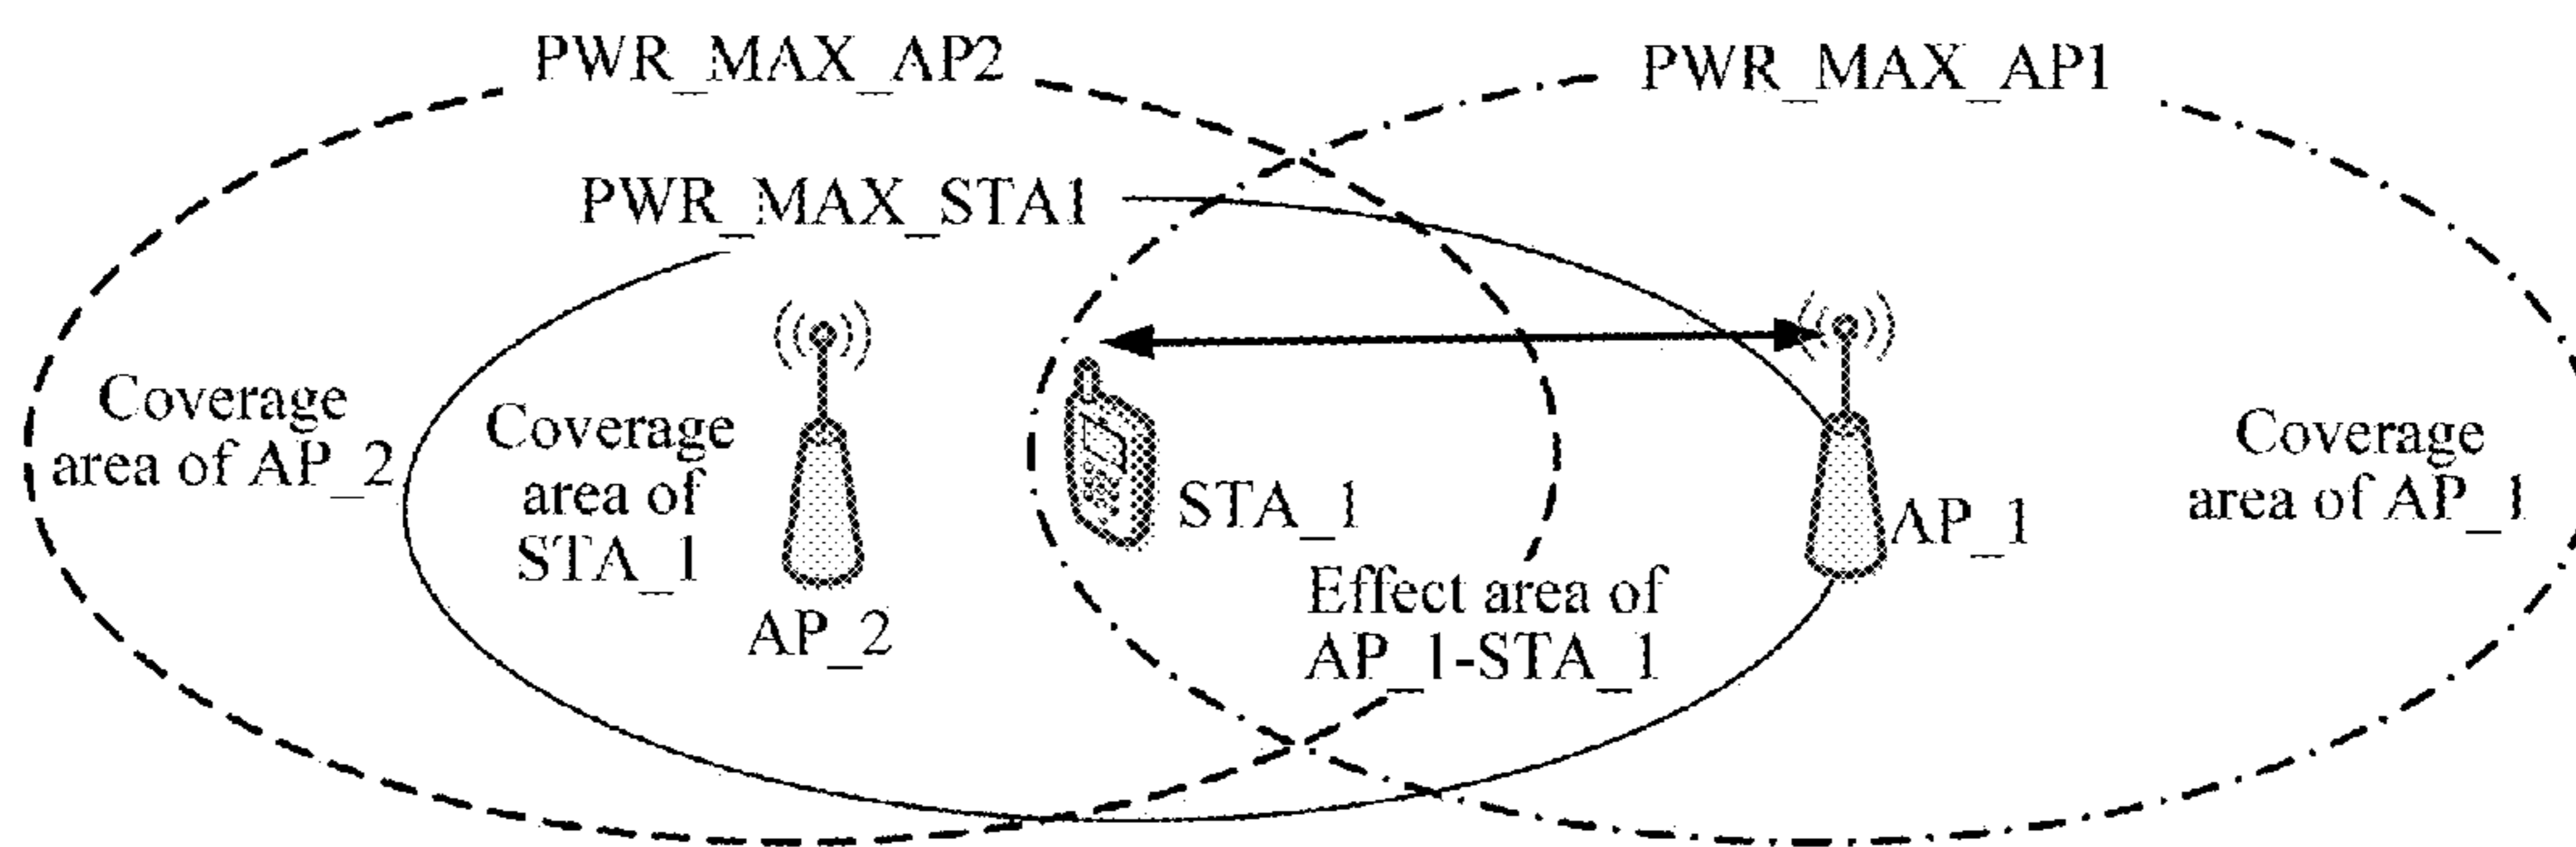 PWR_MAX_AP2
PWR_MAX_AP1
PWR_MAX_STA1
Coverage
area of AP_2
Coverage
area of
STA_1
AP_2
STA_1
Effect area of
AP_1-STA_1
AP_1
Coverage
area of AP_1